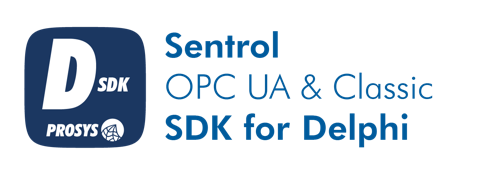 D SDK
PROSYS
Sentrol
OPC UA & Classic
SDK for Delphi